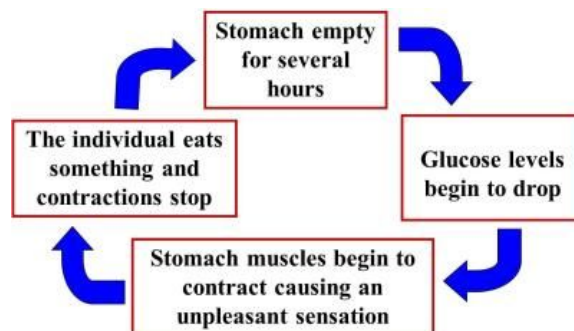 Stomach empty
for several
hours
Glucose levels
begin to drop
Stomach muscles begin to
contract causing an
unpleasant sensation
The individual eats
something and
contractions stop